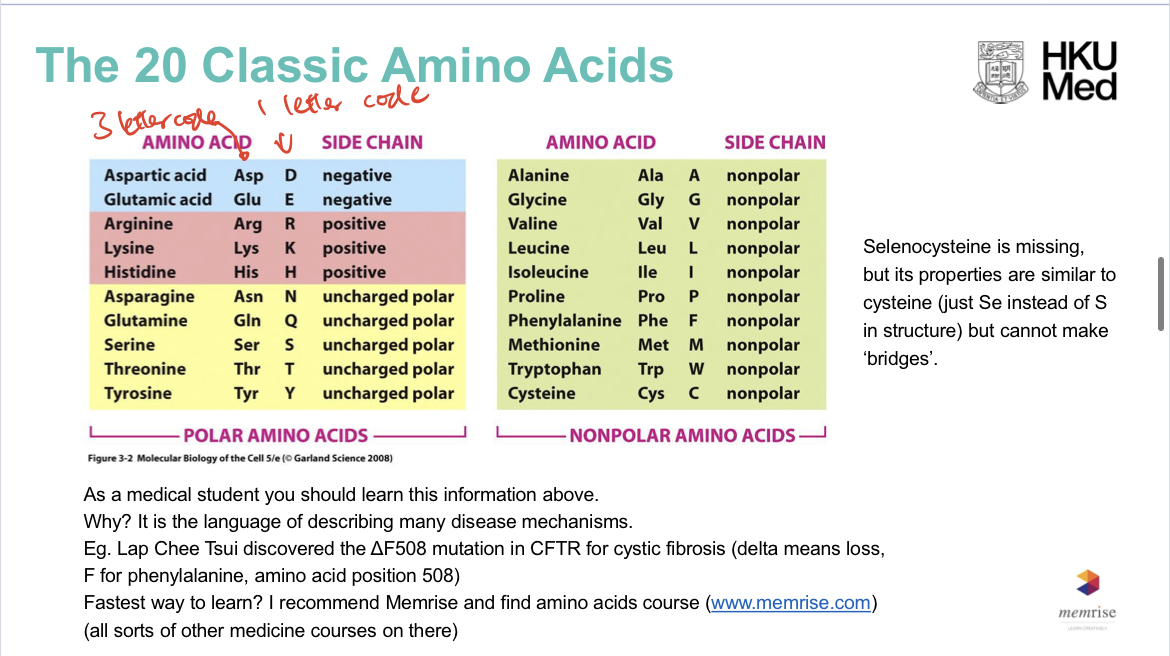 The 20 Classic Amino Acids
HKU
Med
3 letter code
1 letter code
AMINO ACID SIDE CHAIN
Aspartic acid Asp D negative
Glutamic acid Glu E negative
Arginine Arg R positive
Lysine Lys K positive
Histidine His H positive
Asparagine Asn N uncharged polar
Glutamine Gln Q uncharged polar
Serine Ser S uncharged polar
Threonine Thr T uncharged polar
Tyrosine Tyr Y uncharged polar
POLAR AMINO ACIDS
AMINO ACID SIDE CHAIN
Alanine Ala A nonpolar
Glycine Gly G nonpolar
Valine Val V nonpolar
Leucine Leu L nonpolar
Isoleucine Ile I nonpolar
Proline Pro P nonpolar
Phenylalanine Phe F nonpolar
Methionine Met M nonpolar
Tryptophan Trp W nonpolar
Cysteine Cys C nonpolar
NONPOLAR AMINO ACIDS
Figure 3-2 Molecular Biology of the Cell 5/e (© Garland Science 2008)
Selenocysteine is missing,
but its properties are similar to
cysteine (just Se instead of S
in structure) but cannot make
‘bridges’.
As a medical student you should learn this information above.
Why? It is the language of describing many disease mechanisms.
Eg. Lap Chee Tsui discovered the ΔF508 mutation in CFTR for cystic fibrosis (delta means loss,
F for phenylalanine, amino acid position 508)
Fastest way to learn? I recommend Memrise and find amino acids course (www.memrise.com)
(all sorts of other medicine courses on there)
memrise